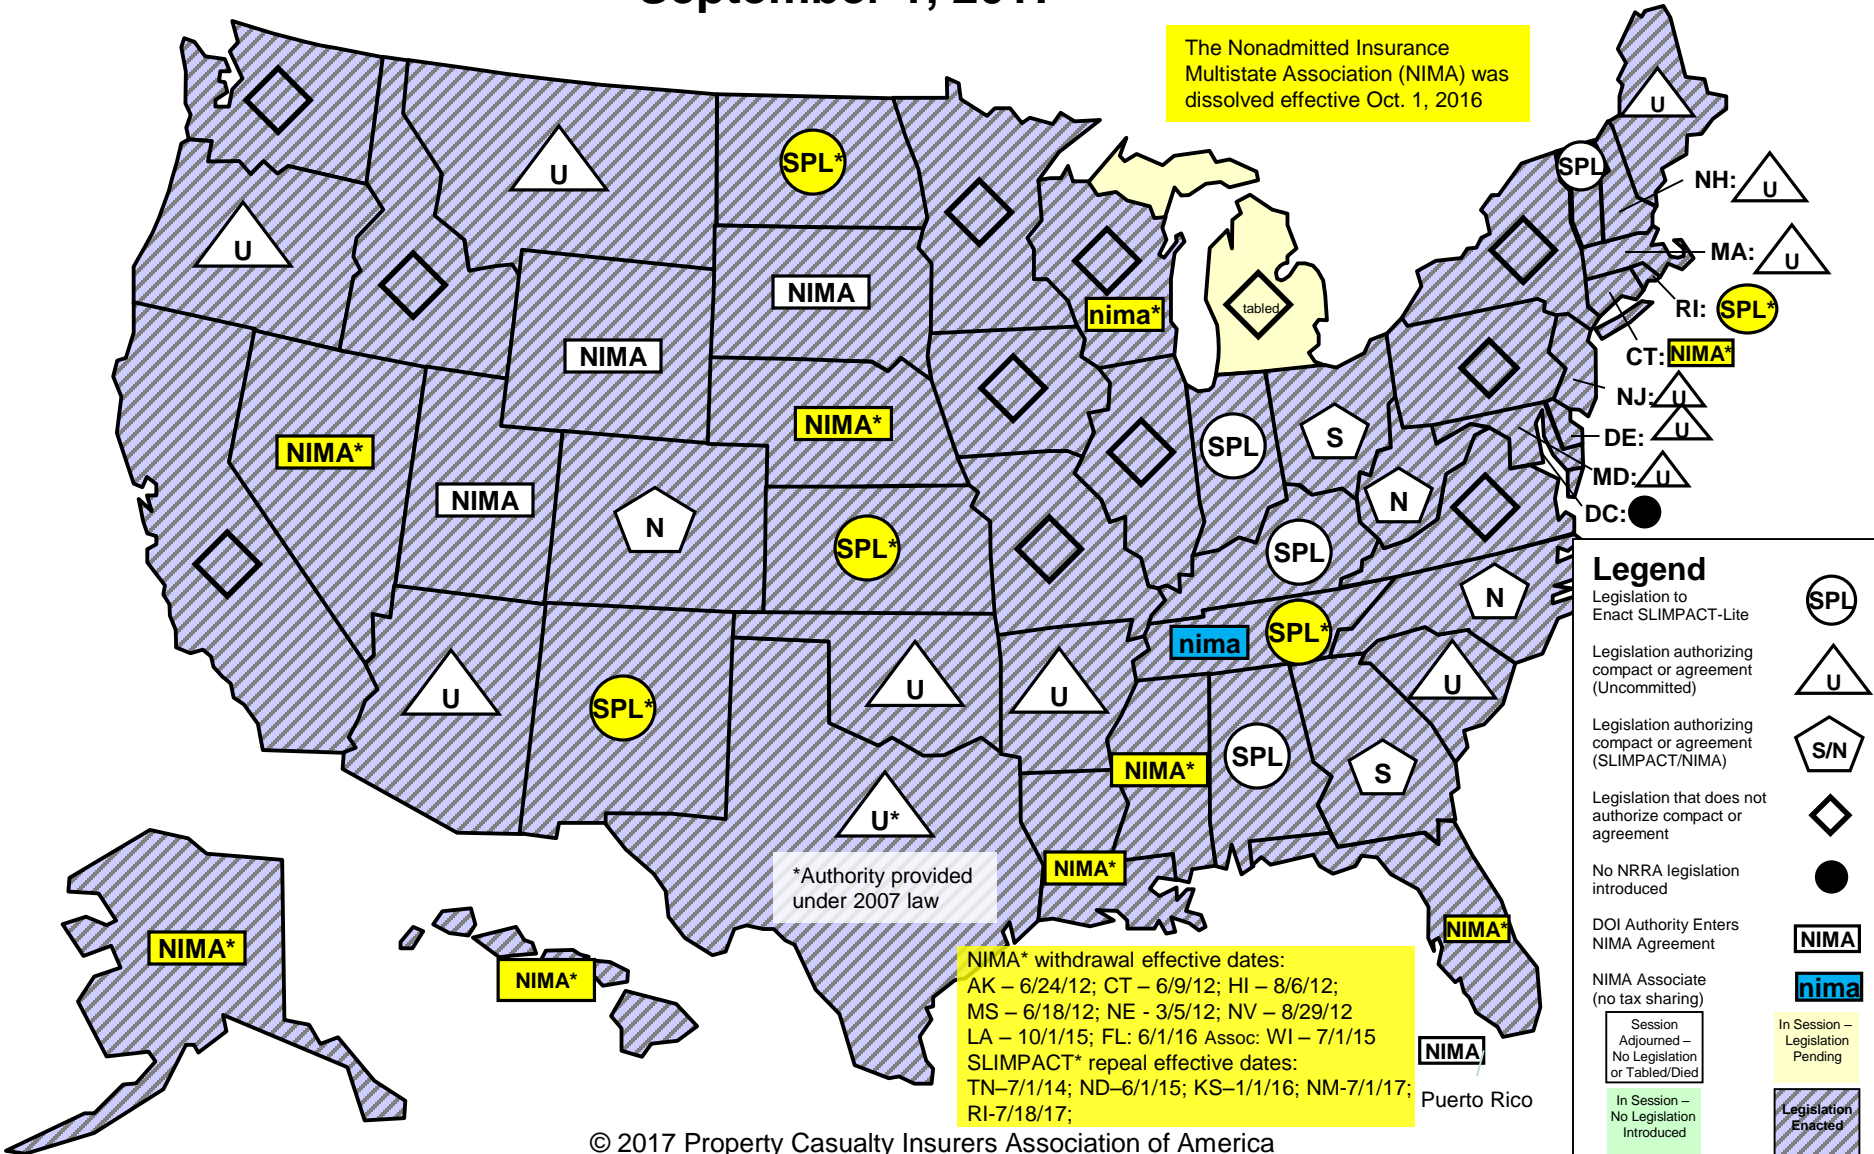 The Nonadmitted Insurance
Multistate Association (NIMA) was
dissolved effective Oct. 1, 2016
U
U
SPL*
SPL
NH: U
U
NIMA
nima*
tabled
MA: U
RI: SPL*
NIMA
CT: NIMA*
NJ: U
NIMA*
NIMA*
SPL
S
DE: U
MD: U
NIMA
N
SPL*
SPL
N
DC:
N
nima
SPL*
U
SPL*
U
U
U
NIMA*
SPL
S
U*
*Authority provided
under 2007 law
NIMA*
NIMA*
NIMA*
NIMA*
NIMA* withdrawal effective dates:
AK – 6/24/12; CT – 6/9/12; HI – 8/6/12;
MS – 6/18/12; NE - 3/5/12; NV – 8/29/12
LA – 10/1/15; FL: 6/1/16 Assoc: WI – 7/1/15
SLIMPACT* repeal effective dates:
TN–7/1/14; ND–6/1/15; KS–1/1/16; NM-7/1/17;
RI-7/18/17;
NIMA
Puerto Rico
© 2017 Property Casualty Insurers Association of America
Legend
Legislation to
Enact SLIMPACT-Lite
SPL
Legislation authorizing
compact or agreement
(Uncommitted)
U
Legislation authorizing
compact or agreement
(SLIMPACT/NIMA)
S/N
Legislation that does not
authorize compact or
agreement
No NRRA legislation
introduced
DOI Authority Enters
NIMA Agreement
NIMA
NIMA Associate
(no tax sharing)
nima
Session
Adjourned –
No Legislation
or Tabled/Died
In Session –
Legislation
Pending
In Session –
No Legislation
Introduced
Legislation
Enacted